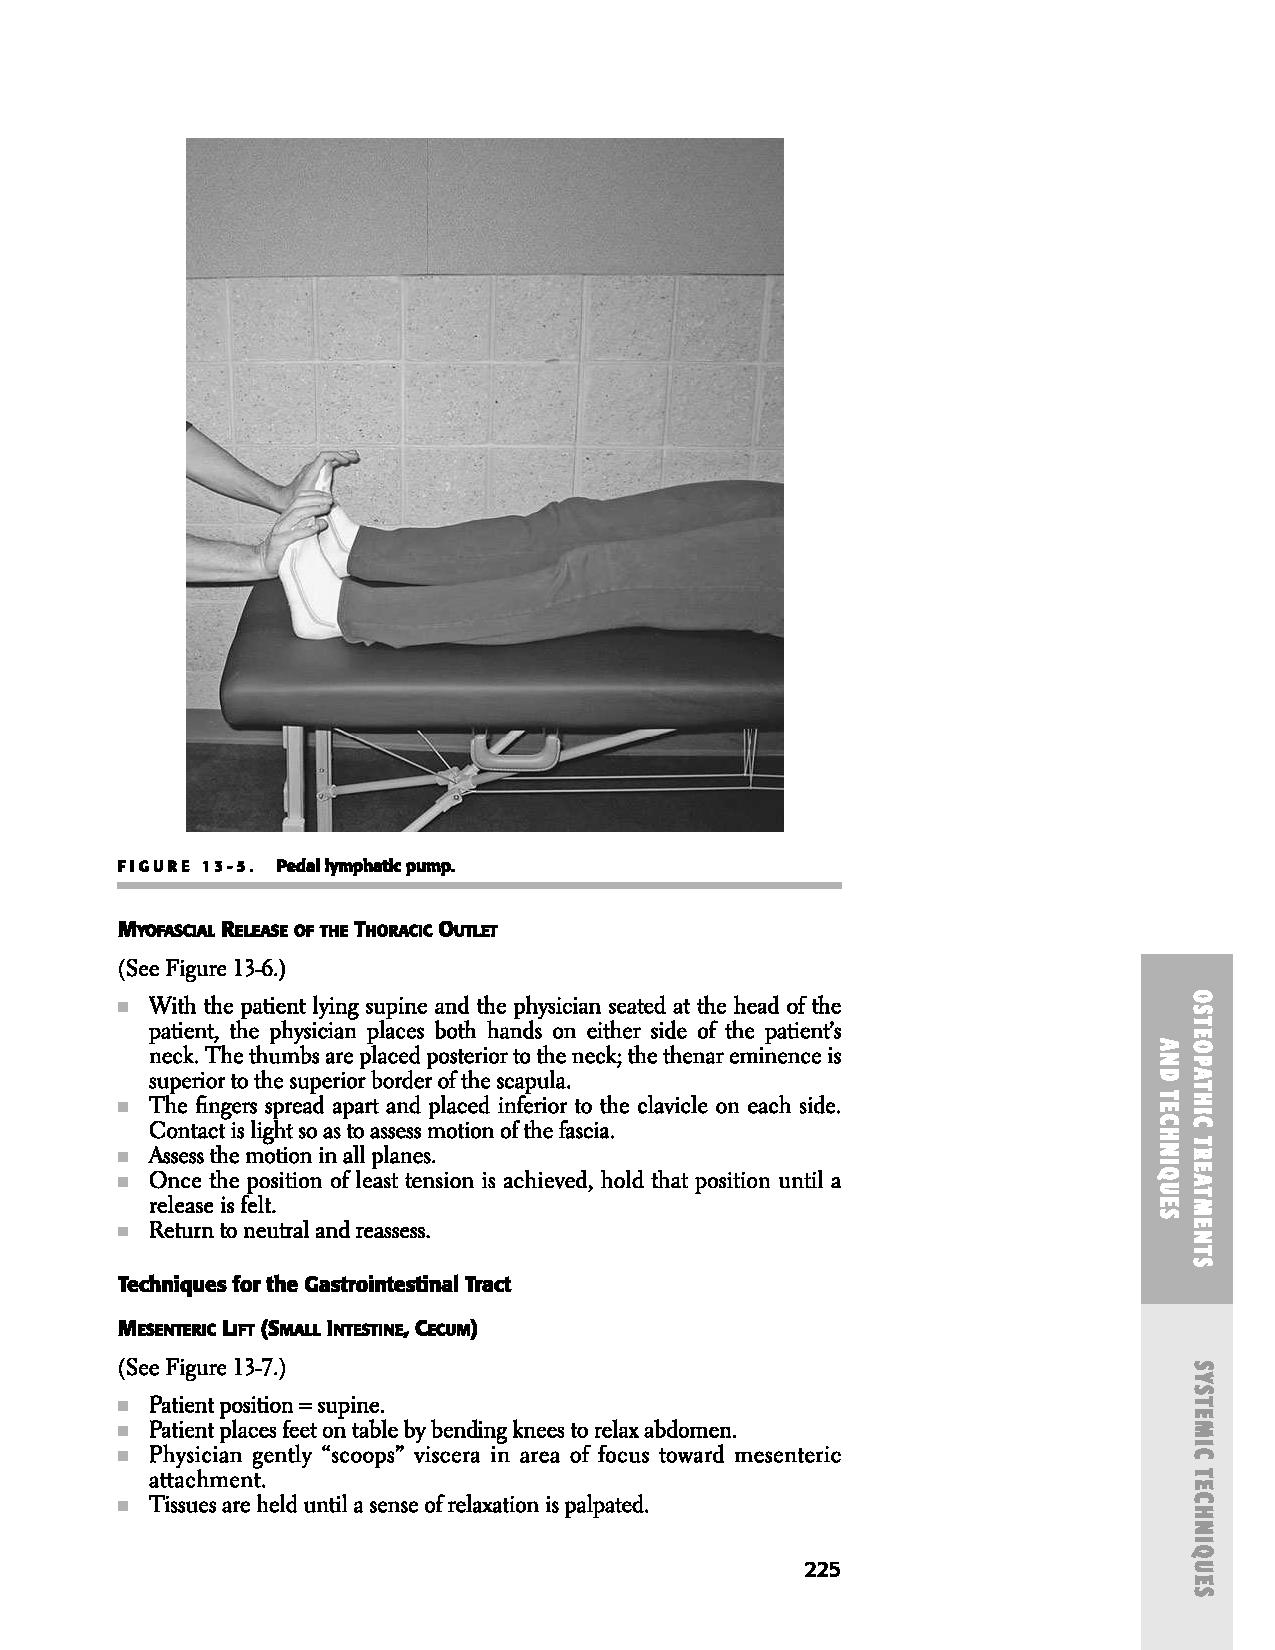 FIGURE 13-5. Pedal lymphatic pump.
MYOFASCIAL RELEASE OF THE THORACIC OUTLET
(See Figure 13-6.)
■ With the patient lying supine and the physician seated at the head of the
patient, the physician places both hands on either side of the patient’s
neck. The thumbs are placed posterior to the neck; the thenar eminence is
superior to the superior border of the scapula.
■ The fingers spread apart and placed inferior to the clavicle on each side.
Contact is light so as to assess motion of the fascia.
■ Assess the motion in all planes.
■ Once the position of least tension is achieved, hold that position until a
release is felt.
■ Return to neutral and reassess.
Techniques for the Gastrointestinal Tract
MESENTERIC LIFT (SMALL INTESTINE, CECUM)
(See Figure 13-7.)
■ Patient position = supine.
■ Patient places feet on table by bending knees to relax abdomen.
■ Physician gently “scoops” viscera in area of focus toward mesenteric
attachment.
■ Tissues are held until a sense of relaxation is palpated.
225
OSTEOPATHIC TREATMENTS
AND TECHNIQUES
SYSTEMIC TECHNIQUES